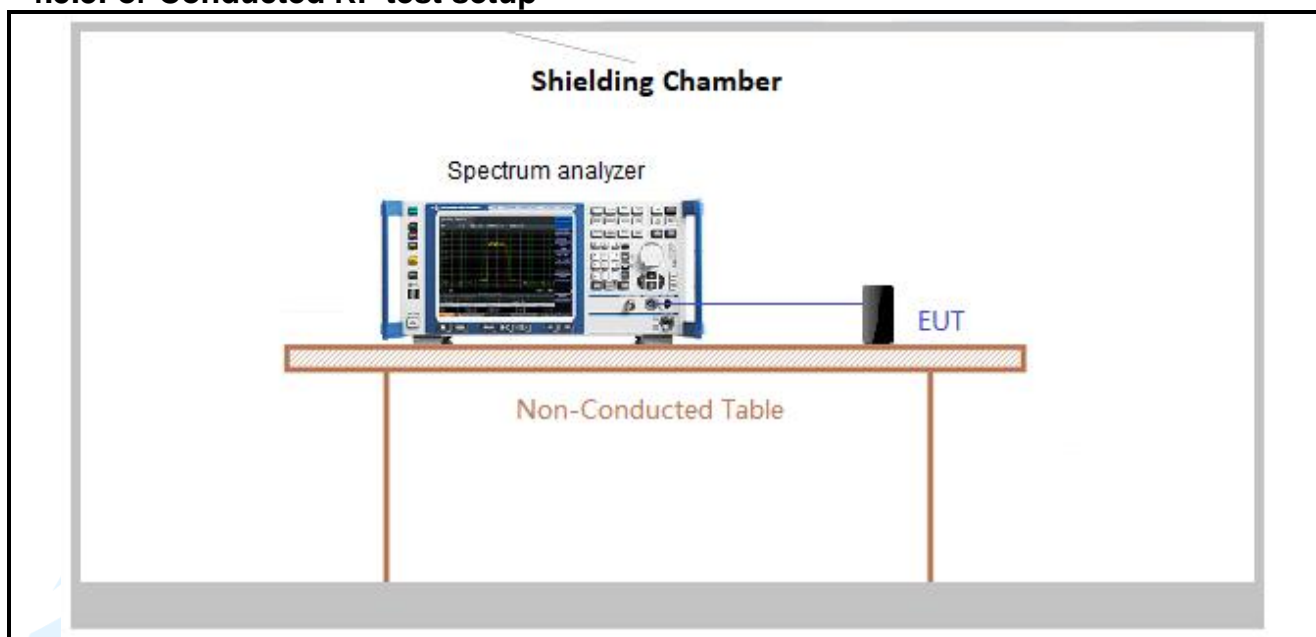 Shielding Chamber
Spectrum analyzer
EUT
Non-Conducted Table